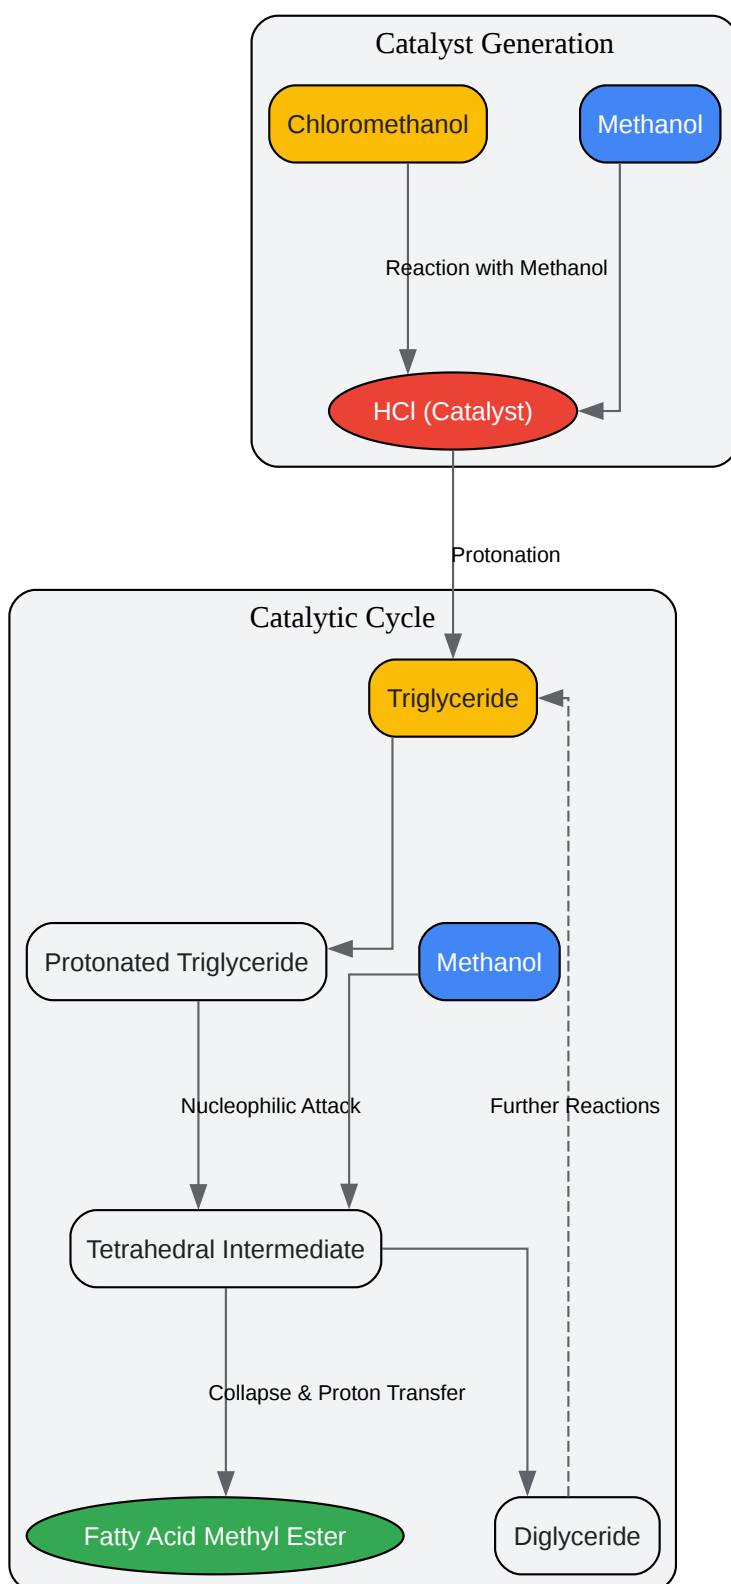 Catalyst Generation
Chloromethanol
Methanol
Reaction with Methanol
HCl (Catalyst)
Protonation
Catalytic Cycle
Triglyceride
Protonated Triglyceride
Methanol
Nucleophilic Attack
Further Reactions
Tetrahedral Intermediate
Collapse & Proton Transfer
Fatty Acid Methyl Ester
Diglyceride